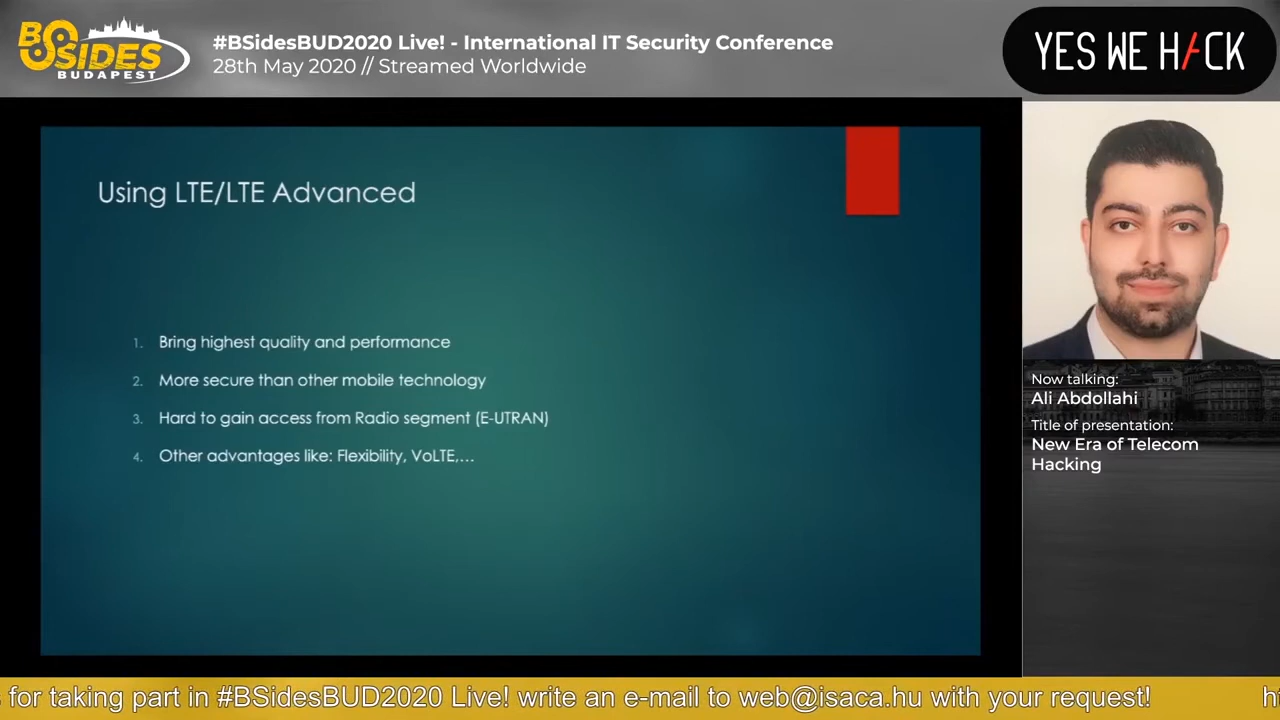 BSIDES
BUDAPEST
#BSidesBUD2020 Live! - International IT Security Conference
28th May 2020 // Streamed Worldwide
YES WE H/CK
Using LTE/LTE Advanced
1. Bring highest quality and performance
2. More secure than other mobile technology
3. Hard to gain access from Radio segment (E-UTRAN)
4. Other advantages like: Flexibility, VoLTE,...
Now talking:
Ali Abdollahi
Title of presentation:
New Era of Telecom
Hacking
for taking part in #BSidesBUD2020 Live! write an e-mail to web@isaca.hu with your request!